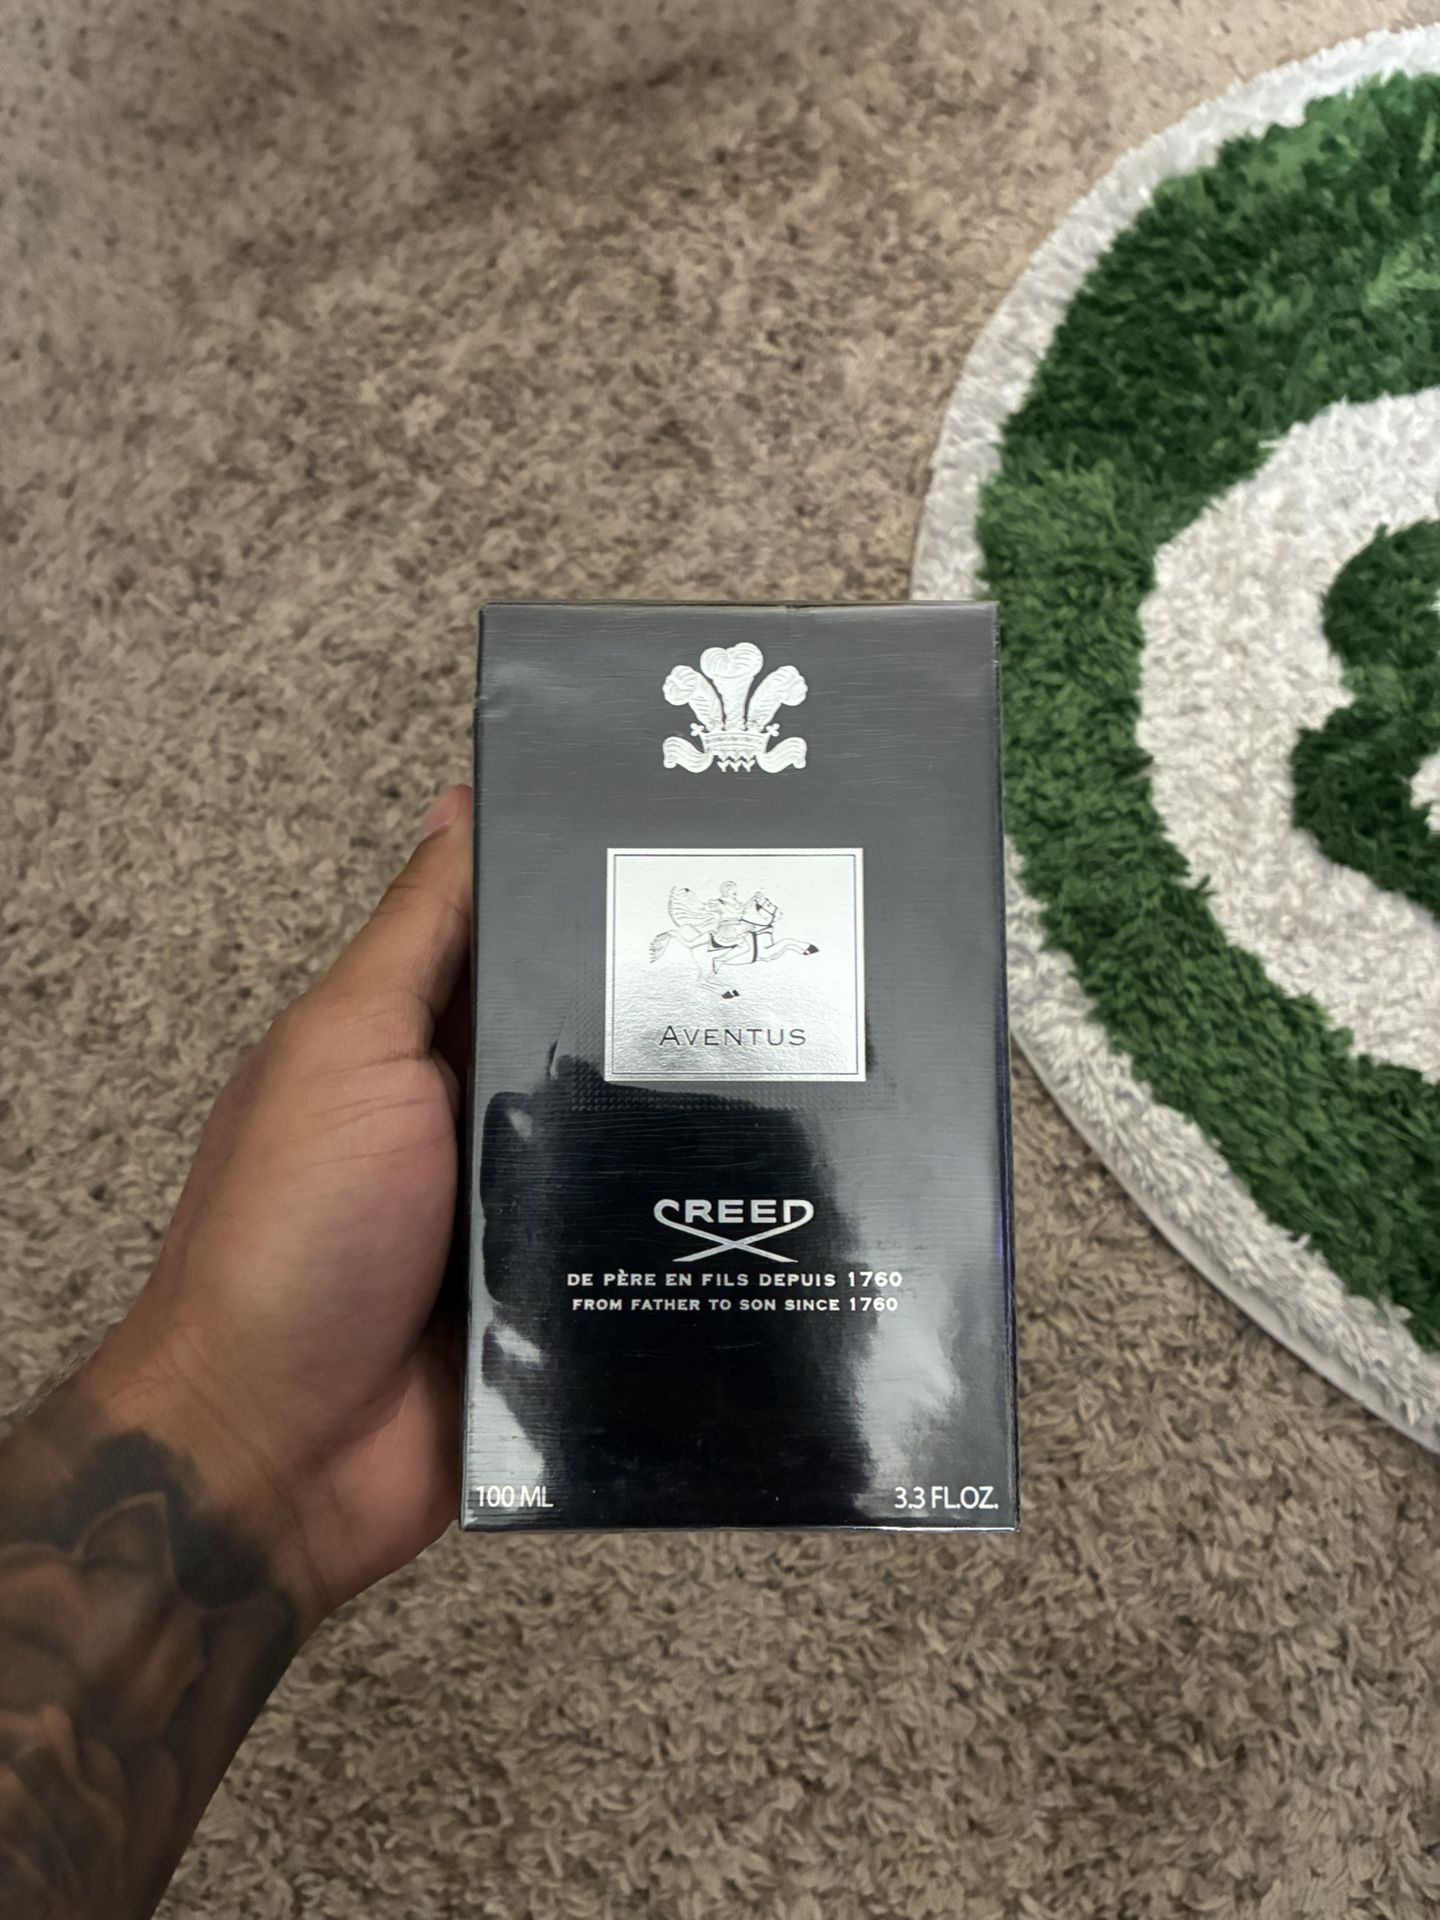 AVENTUS
CREED
DE PÈRE EN FILS DEPUIS 1760
FROM FATHER TO SON SINCE 1760
100 ML 3.3 FL.OZ.